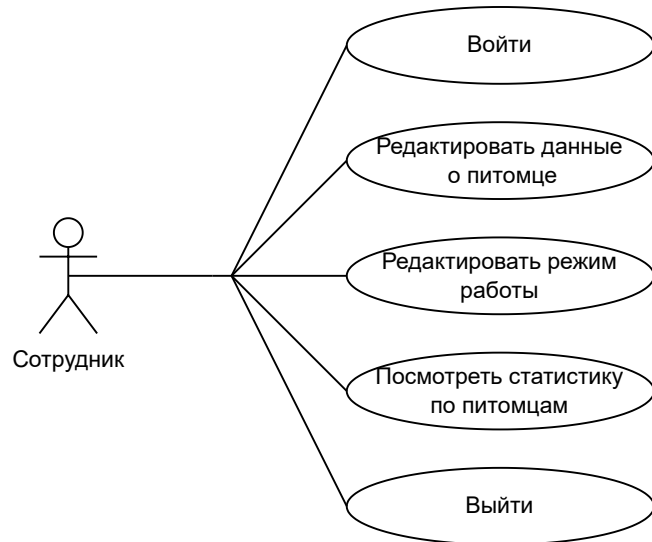 Войти
Редактировать данные
о питомце
Редактировать режим
работы
Сотрудник
Посмотреть статистику
по питомцам
Выйти